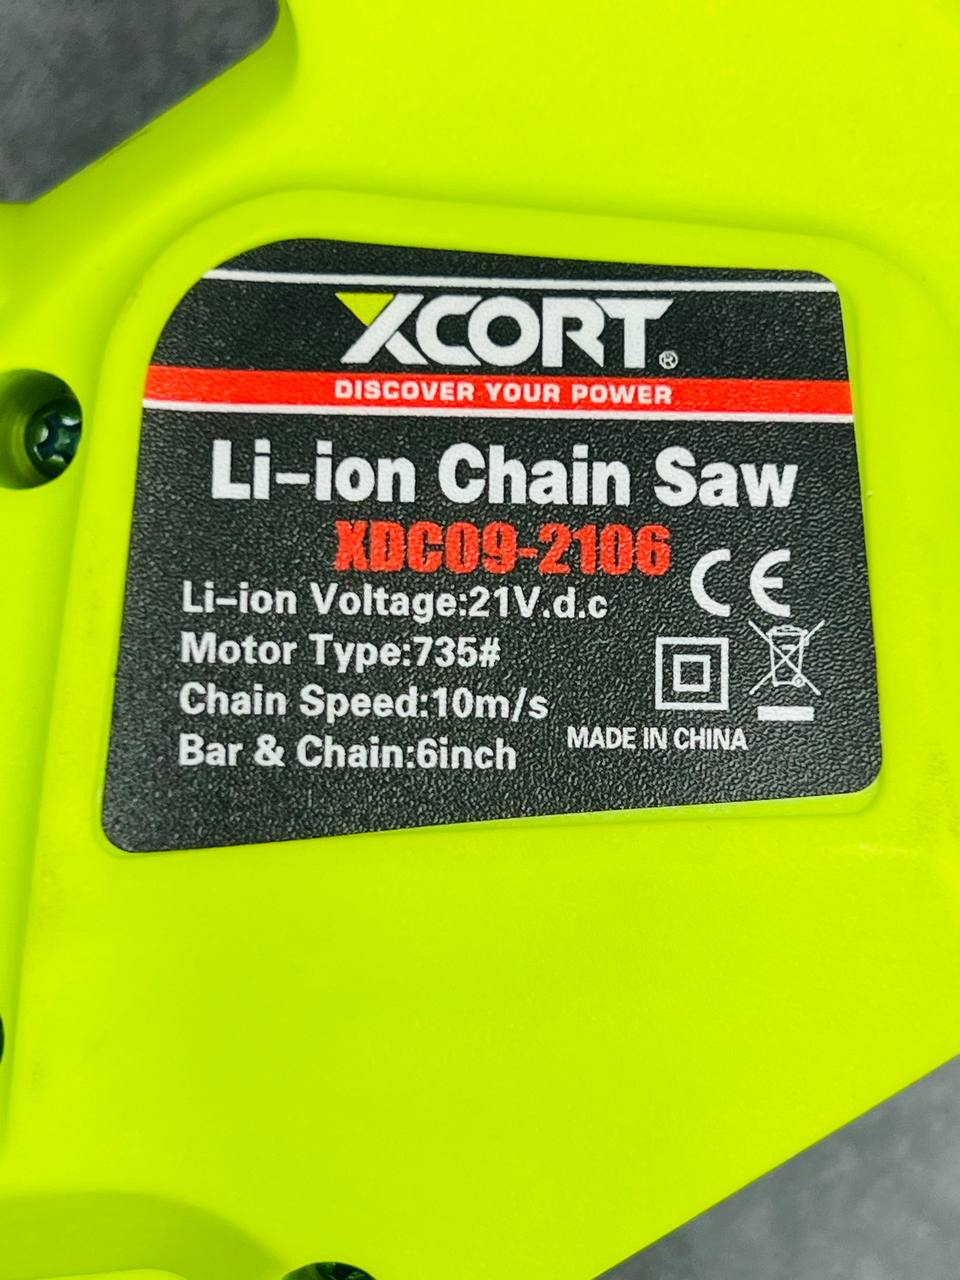 XCORT®
DISCOVER YOUR POWER
Li-ion Chain Saw
XDC09-2106
Li-ion Voltage:21V.d.c
CE
Motor Type:735#
Chain Speed:10m/s
Bar & Chain:6inch
MADE IN CHINA